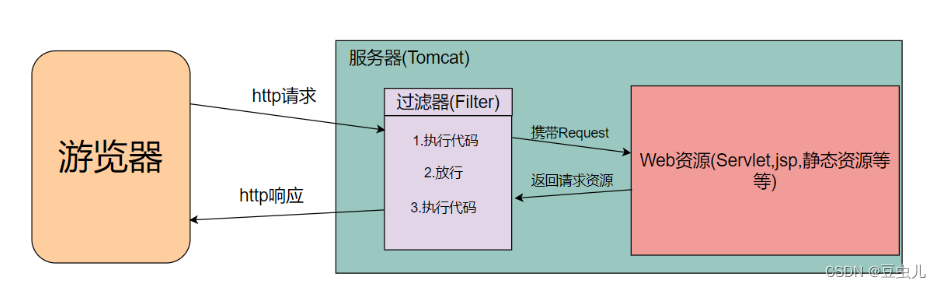 服务器(Tomcat)
http请求
过滤器(Filter)
1.执行代码
2.放行
3.执行代码
携带Request
返回请求资源
Web资源(Servlet,jsp,静态资源等
等)
游览器
http响应
CSDN @豆虫儿